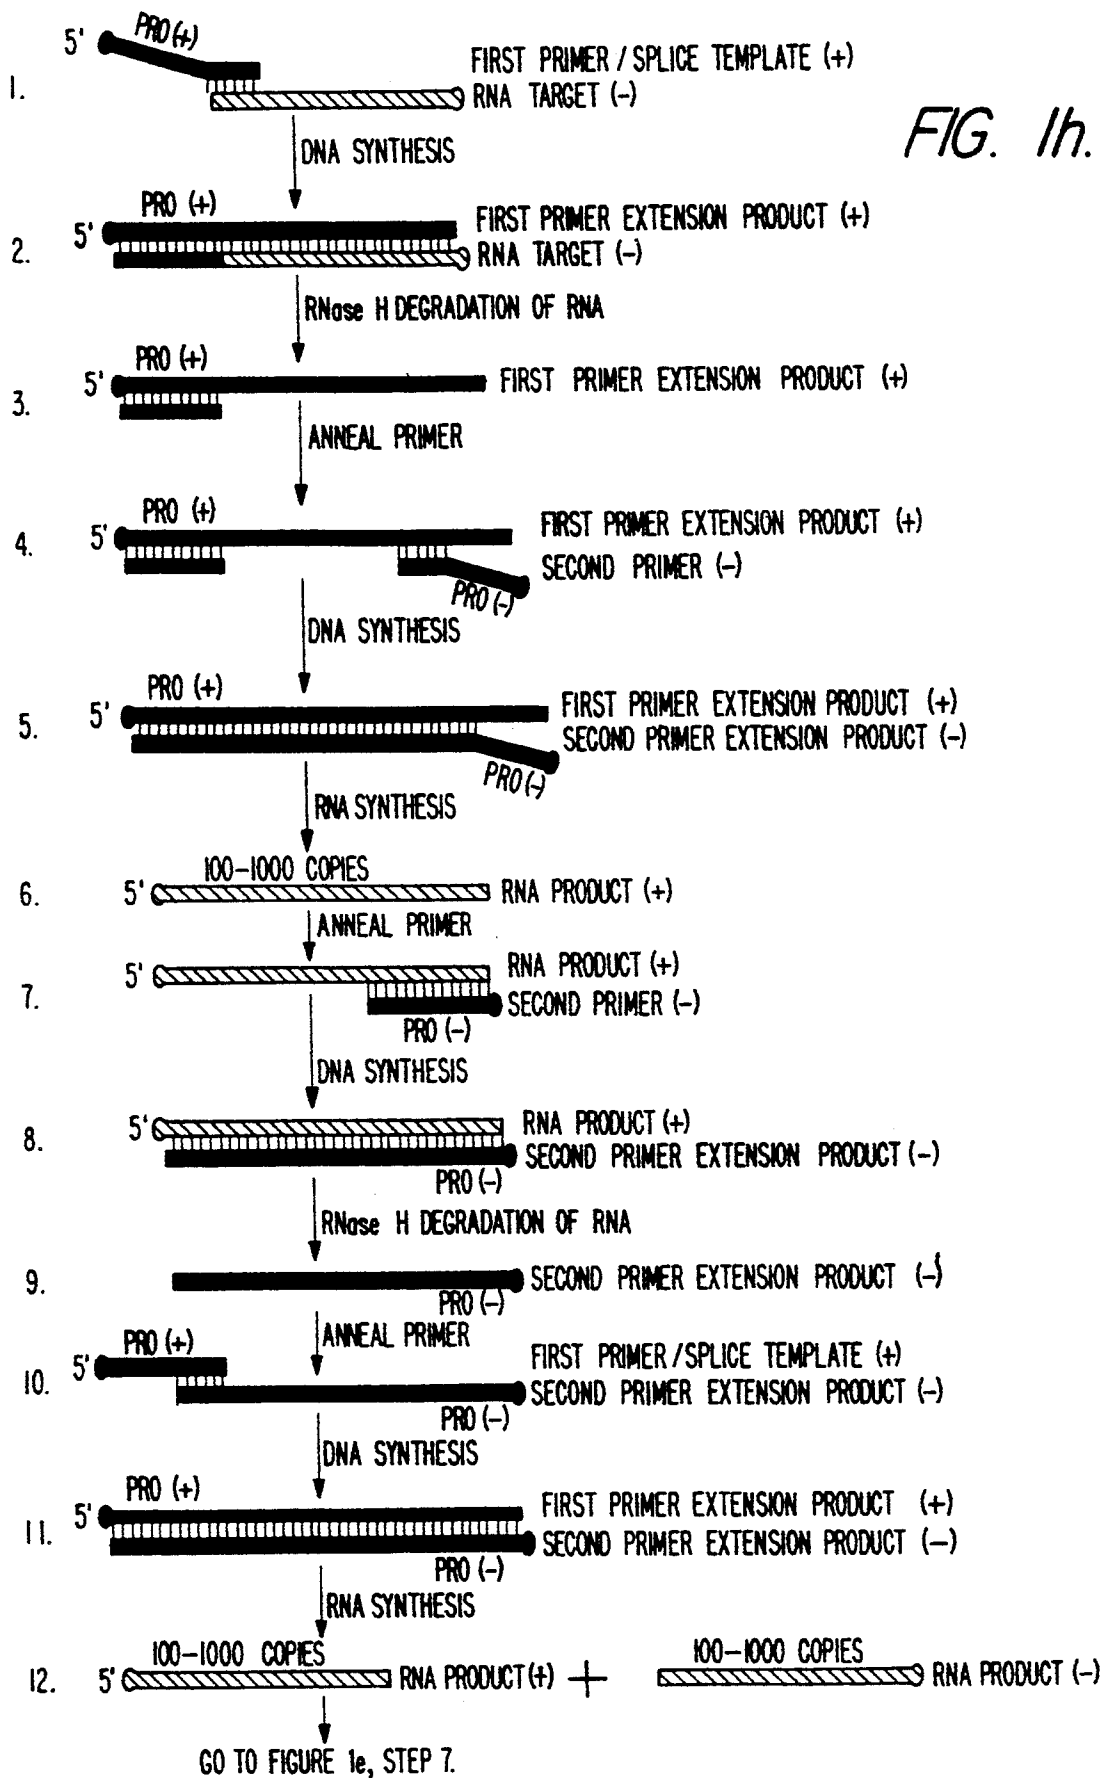 5' PRO (+)
FIRST PRIMER / SPLICE TEMPLATE (+)
1.
RNA TARGET (-)
FIG. 1h.
DNA SYNTHESIS
PRO (+)
5'
FIRST PRIMER EXTENSION PRODUCT (+)
2.
RNA TARGET (-)
RNase H DEGRADATION OF RNA
PRO (+)
5'
FIRST PRIMER EXTENSION PRODUCT (+)
3.
ANNEAL PRIMER
PRO (+)
5'
FIRST PRIMER EXTENSION PRODUCT (+)
4.
SECOND PRIMER (-)
PRO (-)
DNA SYNTHESIS
PRO (+)
5'
FIRST PRIMER EXTENSION PRODUCT (+)
5.
SECOND PRIMER EXTENSION PRODUCT (-)
PRO (-)
RNA SYNTHESIS
100-1000 COPIES
6. 5' RNA PRODUCT (+)
ANNEAL PRIMER
5' RNA PRODUCT (+)
7.
SECOND PRIMER (-)
PRO (-)
DNA SYNTHESIS
5' RNA PRODUCT (+)
8.
SECOND PRIMER EXTENSION PRODUCT (-)
PRO (-)
RNase H DEGRADATION OF RNA
9. SECOND PRIMER EXTENSION PRODUCT (-)
PRO (-)
ANNEAL PRIMER
PRO (+)
5' FIRST PRIMER / SPLICE TEMPLATE (+)
10.
SECOND PRIMER EXTENSION PRODUCT (-)
PRO (-)
DNA SYNTHESIS
PRO (+)
5' FIRST PRIMER EXTENSION PRODUCT (+)
11.
SECOND PRIMER EXTENSION PRODUCT (-)
PRO (-)
RNA SYNTHESIS
100-1000 COPIES 100-1000 COPIES
12. 5' RNA PRODUCT (+) + RNA PRODUCT (-)
GO TO FIGURE 1e, STEP 7.